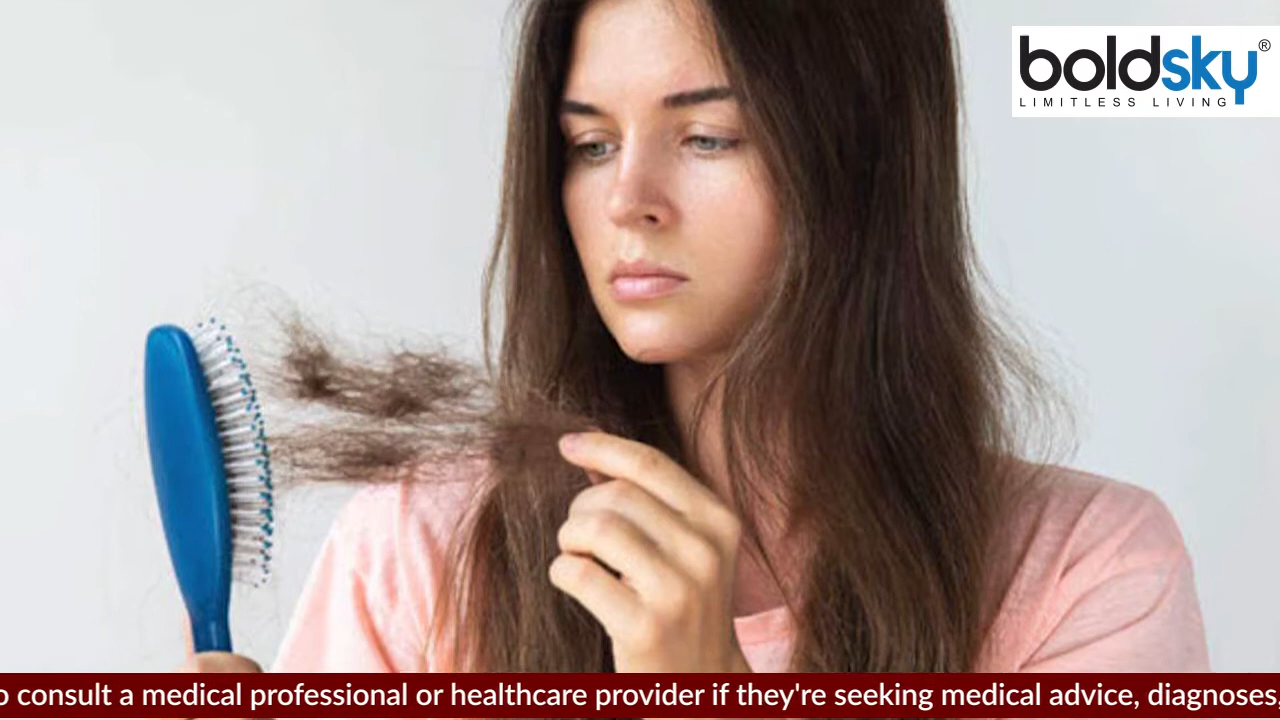 boldsky®
LIMITLESS LIVING
consult a medical professional or healthcare provider if they're seeking medical advice, diagnoses,